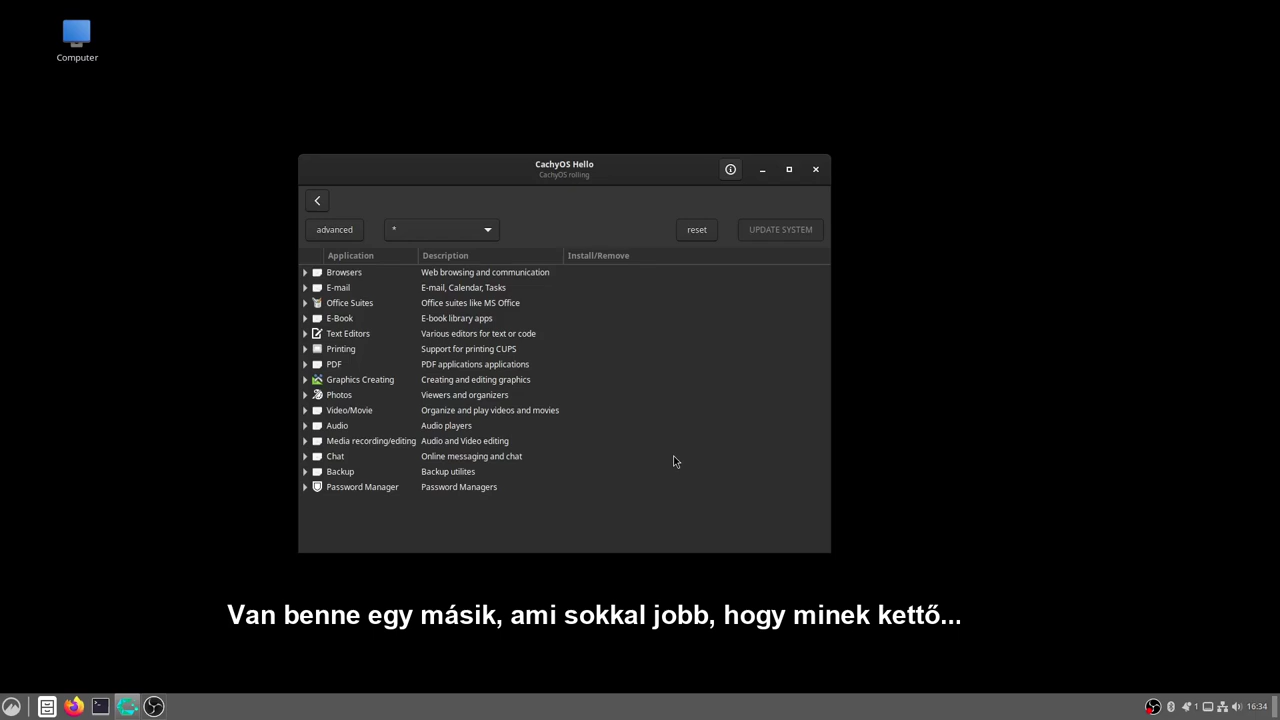 Computer
CachyOS Hello
CachyOS rolling
advanced * reset UPDATE SYSTEM
Application Description Install/Remove
Browsers Web browsing and communication
E-mail E-mail, Calendar, Tasks
Office Suites Office suites like MS Office
E-Book E-book library apps
Text Editors Various editors for text or code
Printing Support for printing CUPS
PDF PDF applications applications
Graphics Creating Creating and editing graphics
Photos Viewers and organizers
Video/Movie Organize and play videos and movies
Audio Audio players
Media recording/editing Audio and Video editing
Chat Online messaging and chat
Backup Backup utilites
Password Manager Password Managers
Van benne egy másik, ami sokkal jobb, hogy minek kettő...
1 16:34